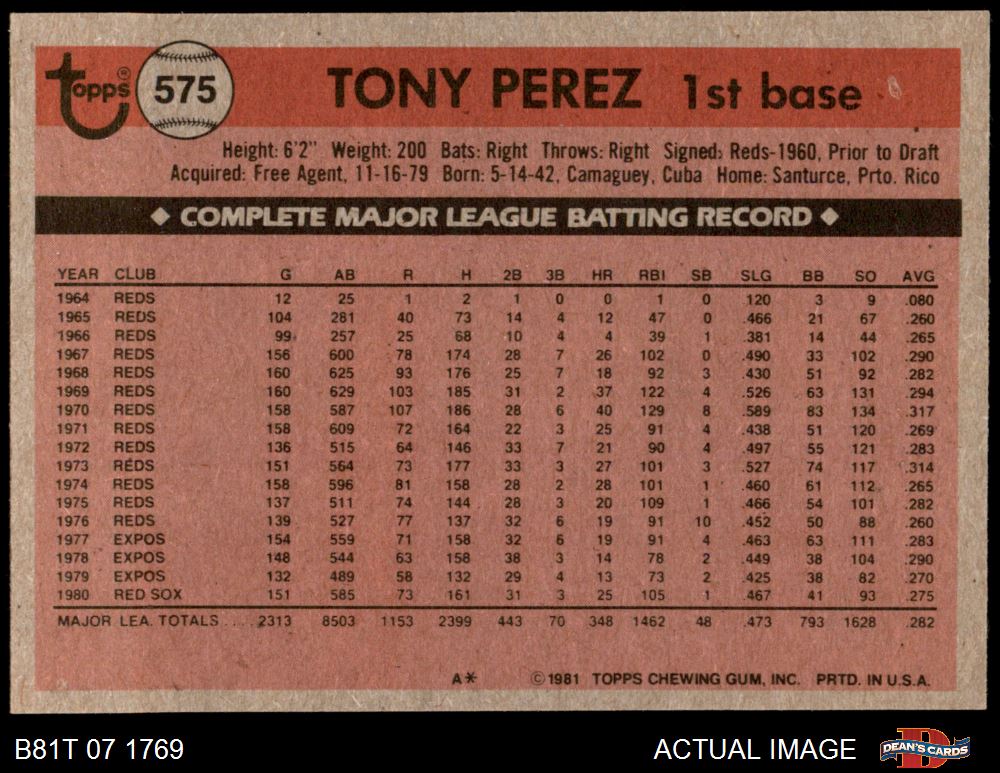 topps® 575 TONY PEREZ 1st base
Height: 6'2" Weight: 200 Bats: Right Throws: Right Signed: Reds-1960, Prior to Draft
Acquired: Free Agent, 11-16-79 Born: 5-14-42, Camaguey, Cuba Home: Santurce, Prto. Rico
◆ COMPLETE MAJOR LEAGUE BATTING RECORD ◆
YEAR CLUB G AB R H 2B 3B HR RBI SB SLG BB SO AVG
1964 REDS 12 25 1 2 1 0 0 1 0 .120 3 9 .080
1965 REDS 104 281 40 73 14 4 12 47 0 .466 21 67 .260
1966 REDS 99 257 25 68 10 4 4 39 1 .381 14 44 .265
1967 REDS 156 600 78 174 28 7 26 102 0 .490 33 102 .290
1968 REDS 160 625 93 176 25 7 18 92 3 .430 51 92 .282
1969 REDS 160 629 103 185 31 2 37 122 4 .526 63 131 .294
1970 REDS 158 587 107 186 28 6 40 129 8 .589 83 134 .317
1971 REDS 158 609 72 164 22 3 25 91 4 .438 51 120 .269
1972 REDS 136 515 64 146 33 7 21 90 4 .497 55 121 .283
1973 REDS 151 564 73 177 33 3 27 101 3 .527 74 117 .314
1974 REDS 158 596 81 158 28 2 28 101 1 .460 61 112 .265
1975 REDS 137 511 74 144 28 3 20 109 1 .466 54 101 .282
1976 REDS 139 527 77 137 32 6 19 91 10 .452 50 88 .260
1977 EXPOS 154 559 71 158 32 6 19 91 4 .463 63 111 .283
1978 EXPOS 148 544 63 158 38 3 14 78 2 .449 38 104 .290
1979 EXPOS 132 489 58 132 29 4 13 73 2 .425 38 82 .270
1980 RED SOX 151 585 73 161 31 3 25 105 1 .467 41 93 .275
MAJOR LEA. TOTALS .... 2313 8503 1153 2399 443 70 348 1462 48 .473 793 1628 .282
A* ©1981 TOPPS CHEWING GUM, INC. PRTD. IN U.S.A.
B81T 07 1769 ACTUAL IMAGE DEAN'S CARDS